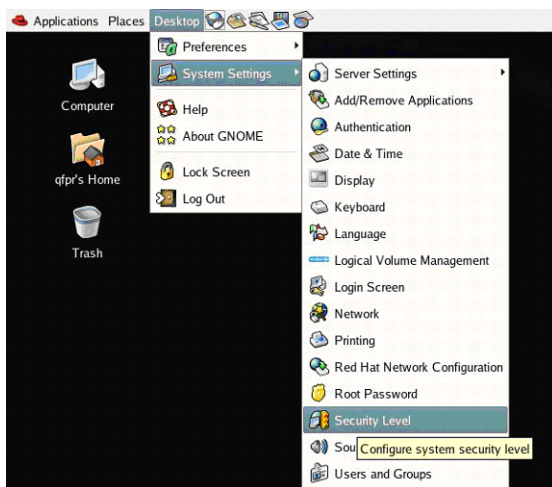 Applications Places Desktop
Preferences
System Settings
Help
About GNOME
Lock Screen
Log Out
Computer
qfpr's Home
Trash
Server Settings
Add/Remove Applications
Authentication
Date & Time
Display
Keyboard
Language
Logical Volume Management
Login Screen
Network
Printing
Red Hat Network Configuration
Root Password
Security Level
Sou
Configure system security level
Users and Groups